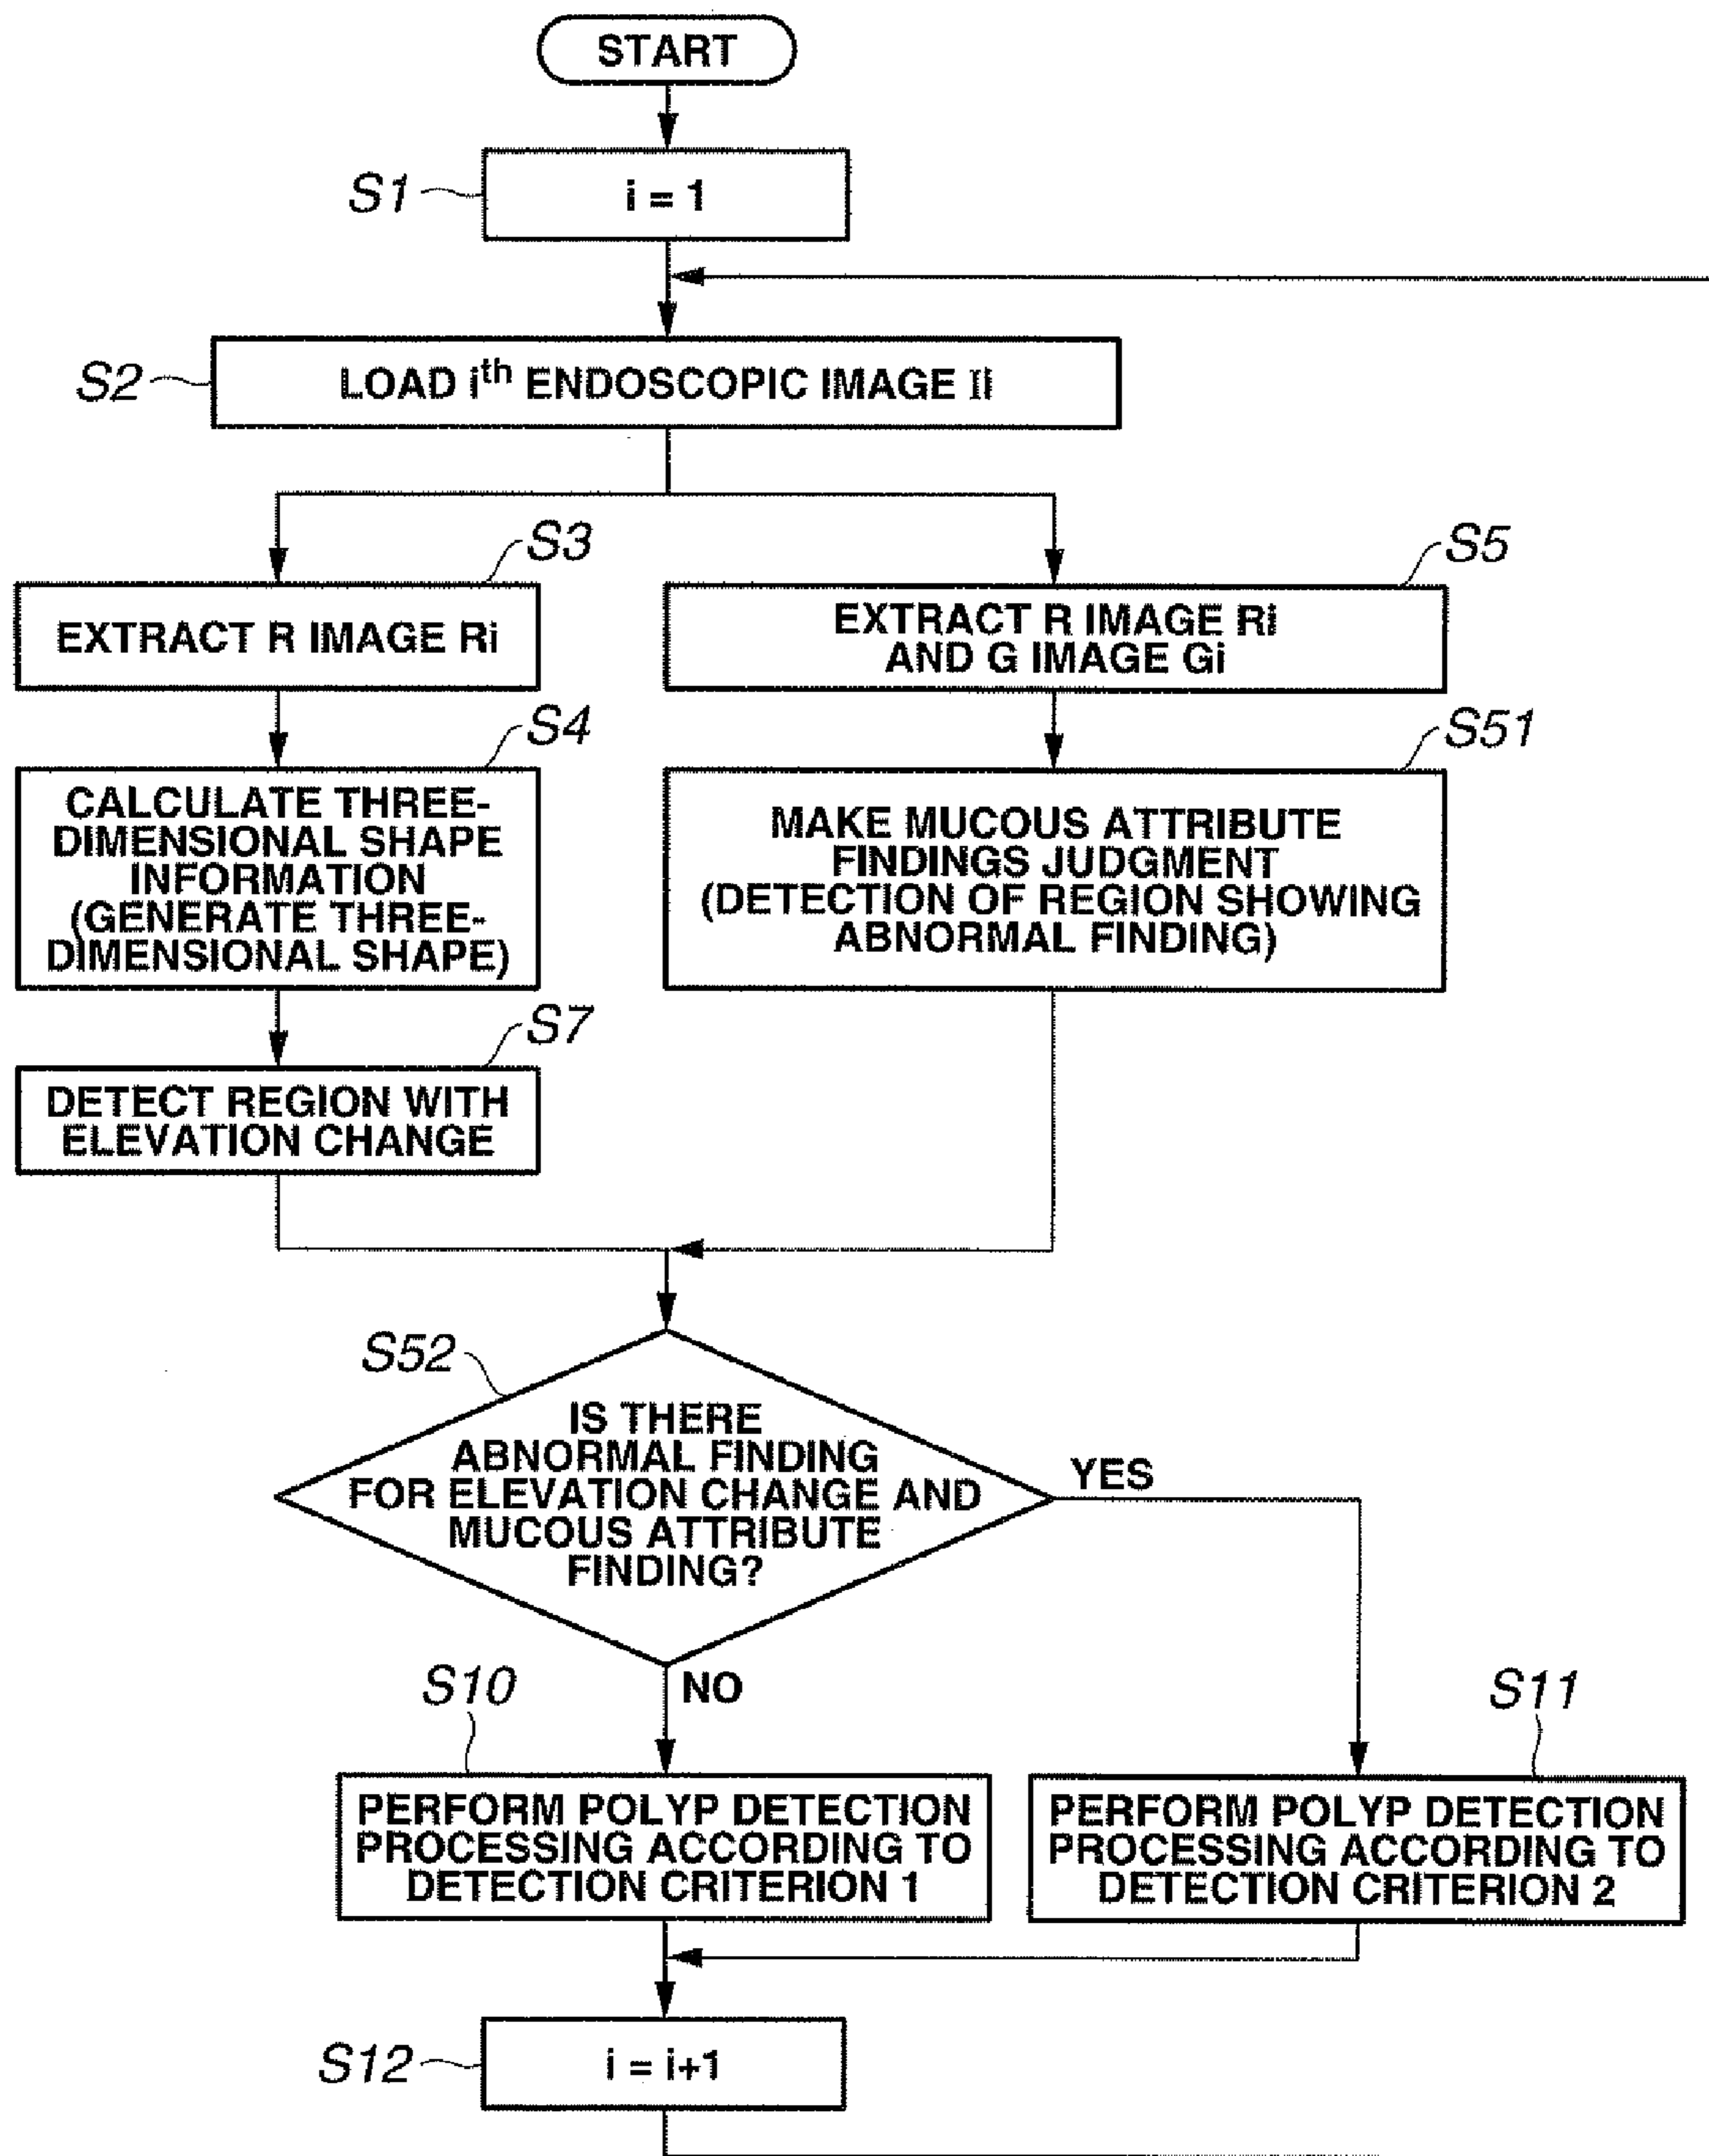 START
S1
i = 1
S2
LOAD ith ENDOSCOPIC IMAGE Ii
S3
EXTRACT R IMAGE Ri
S5
EXTRACT R IMAGE Ri
AND G IMAGE Gi
S4
CALCULATE THREE-
DIMENSIONAL SHAPE
INFORMATION
(GENERATE THREE-
DIMENSIONAL SHAPE)
S51
MAKE MUCOUS ATTRIBUTE
FINDINGS JUDGMENT
(DETECTION OF REGION SHOWING
ABNORMAL FINDING)
S7
DETECT REGION WITH
ELEVATION CHANGE
S52
IS THERE
ABNORMAL FINDING
FOR ELEVATION CHANGE AND
MUCOUS ATTRIBUTE
FINDING?
YES
NO
S10
PERFORM POLYP DETECTION
PROCESSING ACCORDING TO
DETECTION CRITERION 1
S11
PERFORM POLYP DETECTION
PROCESSING ACCORDING TO
DETECTION CRITERION 2
S12
i = i+1